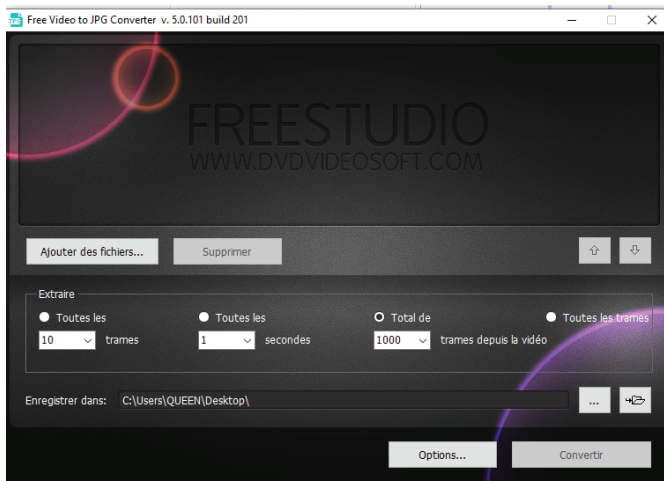 Free Video to JPG Converter v. 5.0.101 build 201
FREESTUDIO
WWW.DVDVIDEOSOFT.COM
Ajouter des fichiers...
Supprimer
Extraire
Toutes les
Toutes les
Total de
Toutes les trames
10 trames
1 secondes
1000 trames depuis la vidéo
Enregistrer dans: C:\Users\QUEEN\Desktop\
...
Options...
Convertir